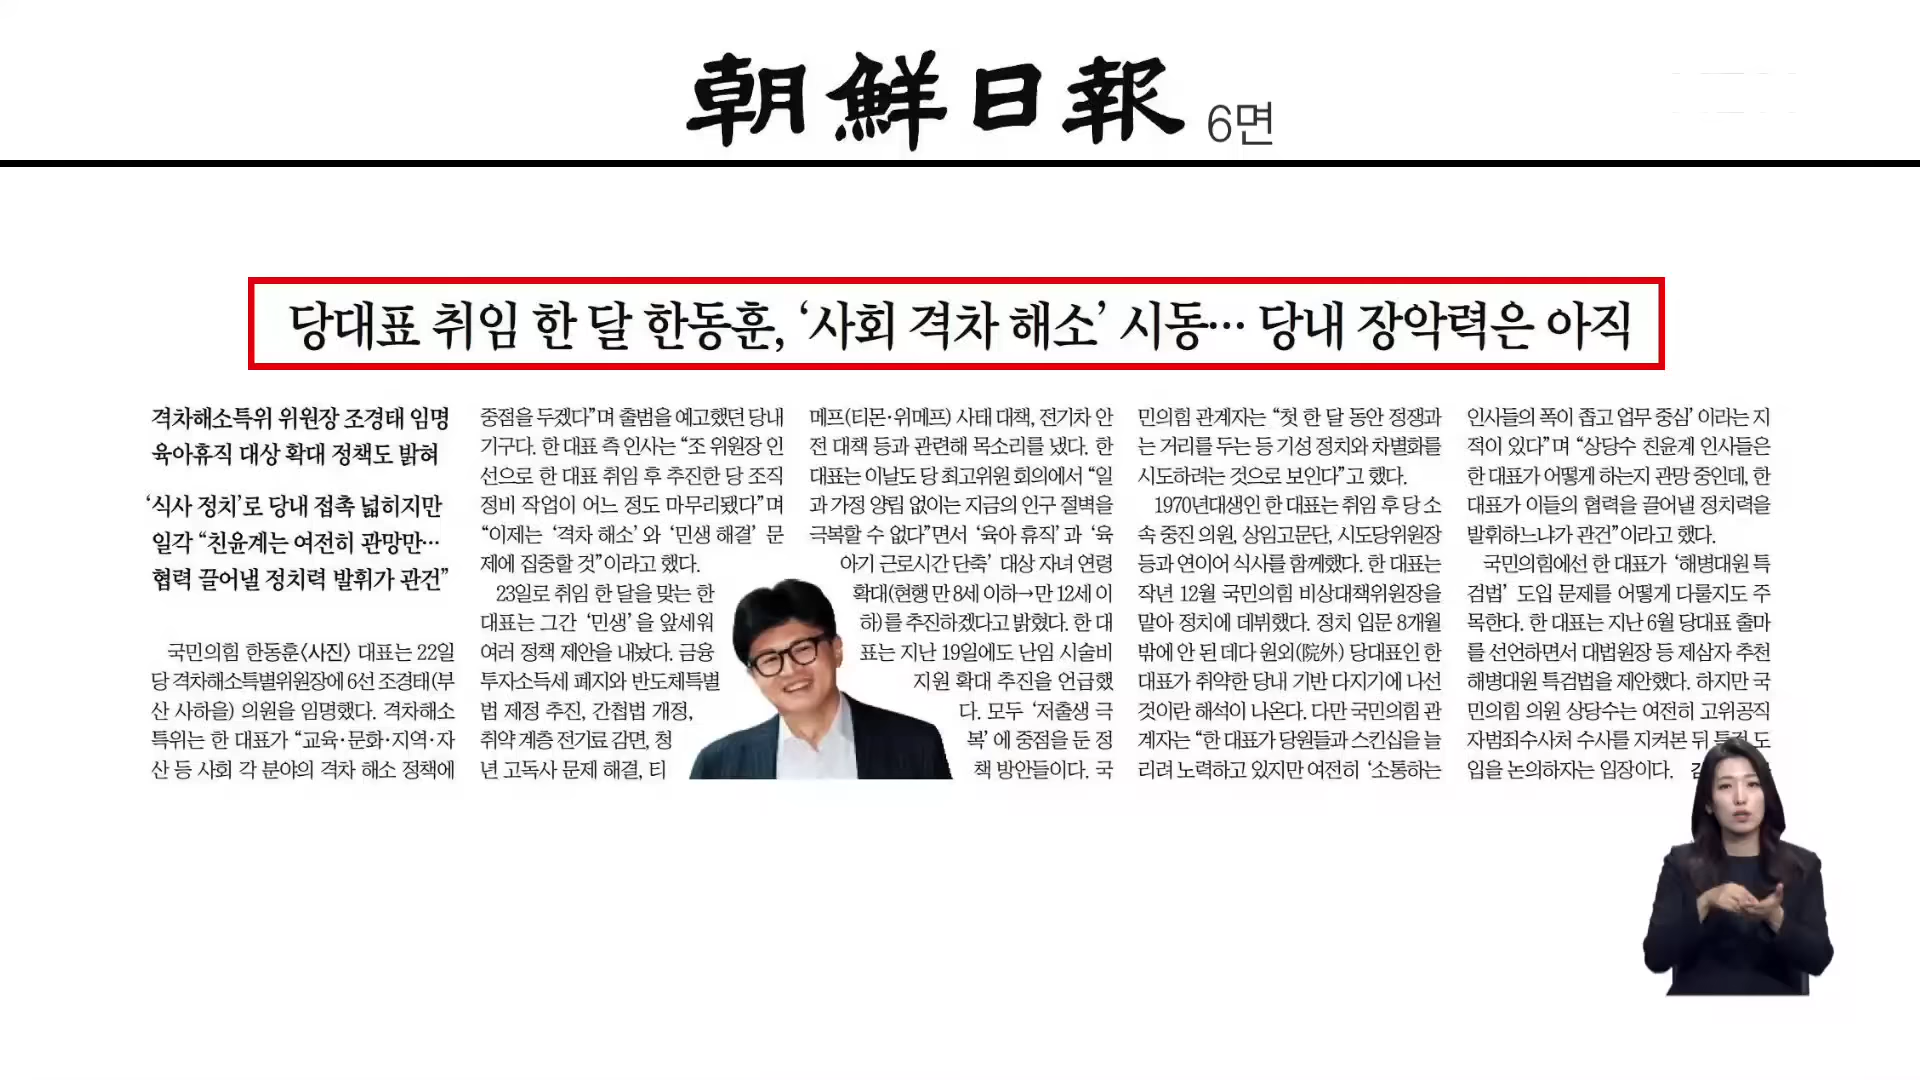 朝鮮日報 6면
당대표 취임 한 달 한동훈, ‘사회 격차 해소’ 시동… 당내 장악력은 아직
격차해소특위 위원장 조경태 임명
육아휴직 대상 확대 정책도 밝혀
‘식사 정치’로 당내 접촉 넓히지만
일각 “친윤계는 여전히 관망만…
협력 끌어낼 정치력 발휘가 관건”
국민의힘 한동훈<사진> 대표는 22일
당 격차해소특별위원장에 6선 조경태(부
산 사하을) 의원을 임명했다. 격차해소
특위는 한 대표가 “교육·문화·지역·자
산 등 사회 각 분야의 격차 해소 정책에
중점을 두겠다”며 출범을 예고했던 당내
기구다. 한 대표 측 인사는 “조 위원장 인
선으로 한 대표 취임 후 추진한 당 조직
정비 작업이 어느 정도 마무리됐다”며
“이제는 ‘격차 해소’와 ‘민생 해결’ 문
제에 집중할 것”이라고 했다.
23일로 취임 한 달을 맞는 한
대표는 그간 ‘민생’을 앞세워
여러 정책 제안을 내놨다. 금융
투자소득세 폐지와 반도체특별
법 제정 추진, 간첩법 개정,
취약 계층 전기료 감면, 청
년 고독사 문제 해결, 티
메프(티몬·위메프) 사태 대책, 전기차 안
전 대책 등과 관련해 목소리를 냈다. 한
대표는 이날도 당 최고위원 회의에서 “일
과 가정 양립 없이는 지금의 인구 절벽을
극복할 수 없다”면서 ‘육아 휴직’과 ‘육
아기 근로시간 단축’ 대상 자녀 연령
확대(현행 만 8세 이하→만 12세 이
하)를 추진하겠다고 밝혔다. 한 대
표는 지난 19일에도 난임 시술비
지원 확대 추진을 언급했
다. 모두 ‘저출생 극
복’에 중점을 둔 정
책 방안들이다. 국
민의힘 관계자는 “첫 한 달 동안 정쟁과
는 거리를 두는 등 기성 정치와 차별화를
시도하려는 것으로 보인다”고 했다.
1970년대생인 한 대표는 취임 후 당 소
속 중진 의원, 상임고문단, 시도당위원장
등과 연이어 식사를 함께했다. 한 대표는
작년 12월 국민의힘 비상대책위원장을
맡아 정치에 데뷔했다. 정치 입문 8개월
밖에 안 된 데다 원외(院外) 당대표인 한
대표가 취약한 당내 기반 다지기에 나선
것이란 해석이 나온다. 다만 국민의힘 관
계자는 “한 대표가 당원들과 스킨십을 늘
리려 노력하고 있지만 여전히 ‘소통하는
인사들의 폭이 좁고 업무 중심’이라는 지
적이 있다”며 “상당수 친윤계 인사들은
한 대표가 어떻게 하는지 관망 중인데, 한
대표가 이들의 협력을 끌어낼 정치력을
발휘하느냐가 관건”이라고 했다.
국민의힘에선 한 대표가 ‘해병대원 특
검법’ 도입 문제를 어떻게 다룰지도 주
목한다. 한 대표는 지난 6월 당대표 출마
를 선언하면서 대법원장 등 제삼자 추천
해병대원 특검법을 제안했다. 하지만 국
민의힘 의원 상당수는 여전히 고위공직
자범죄수사처 수사를 지켜본 뒤 특검 도
입을 논의하자는 입장이다.